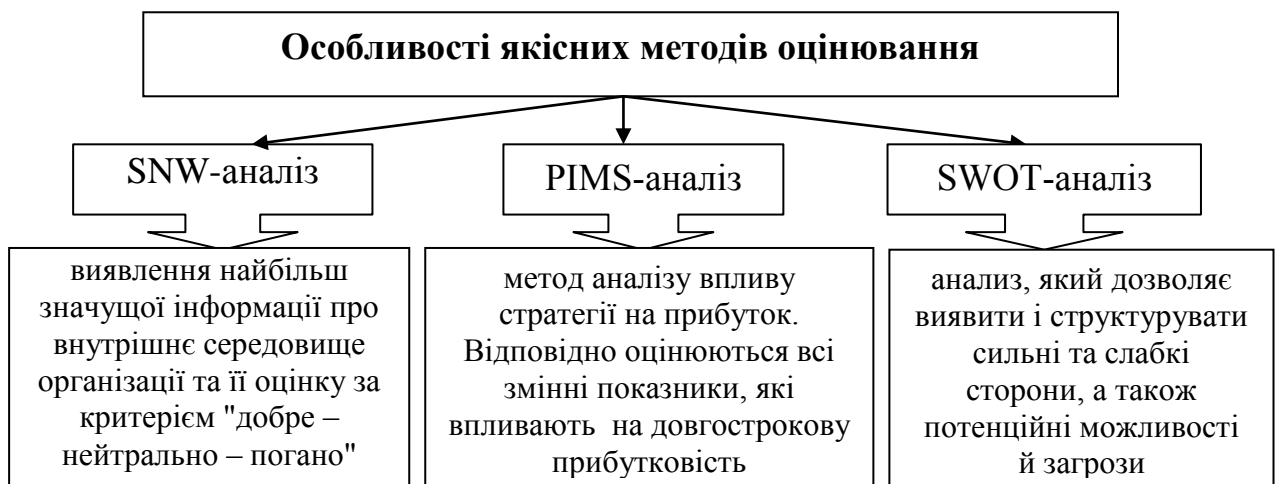 Особливості якісних методів оцінювання
SNW-аналіз
PIMS-аналіз
SWOT-аналіз
виявлення найбільш
значущої інформації про
внутрішнє середовище
організації та її оцінку за
критерієм "добре –
нейтрально – погано"
метод аналізу впливу
стратегії на прибуток.
Відповідно оцінюються всі
змінні показники, які
впливають на довгострокову
прибутковість
анализ, який дозволяє
виявити і структурувати
сильні та слабкі
сторони, а також
потенційні можливості
й загрози